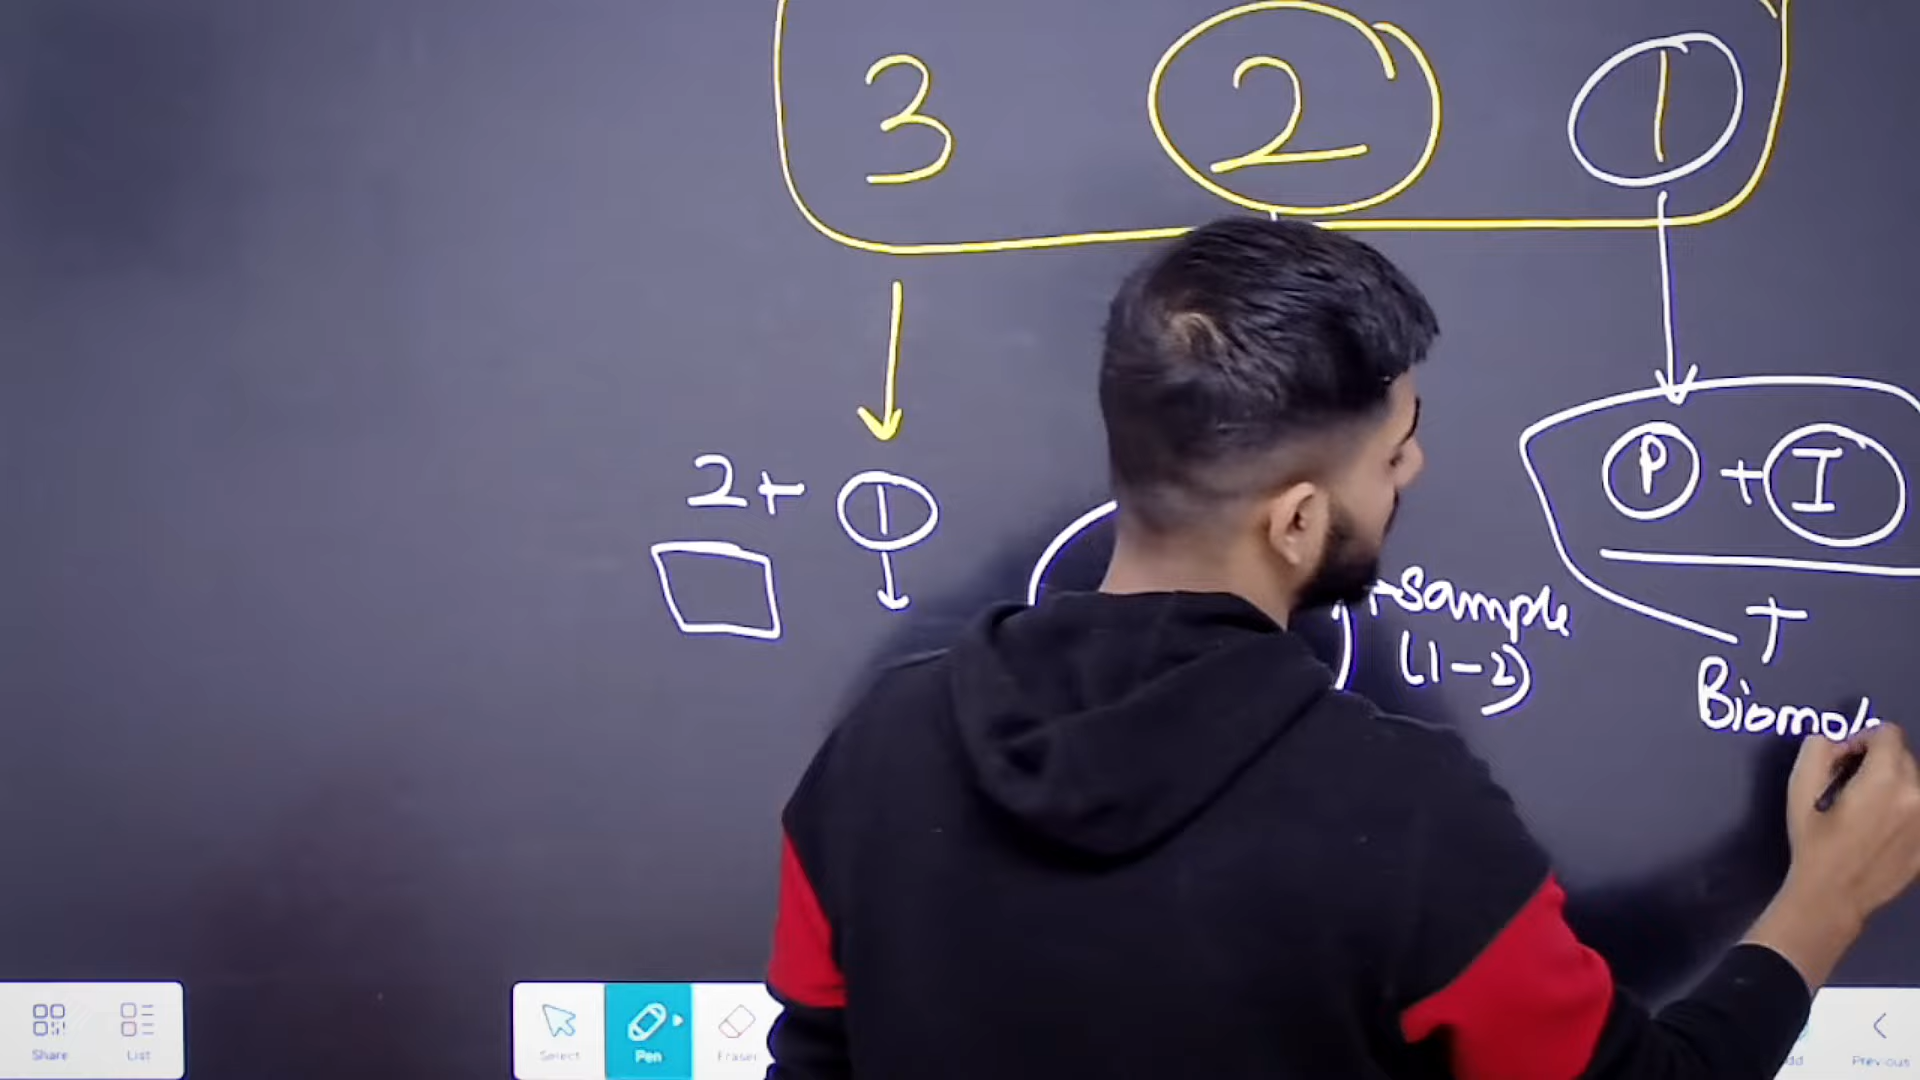 3 2 1
2+ 1
P + I
+ sample
(1-2)
+
Biomol
Share
List
Select
Pen
Eraser
Previous